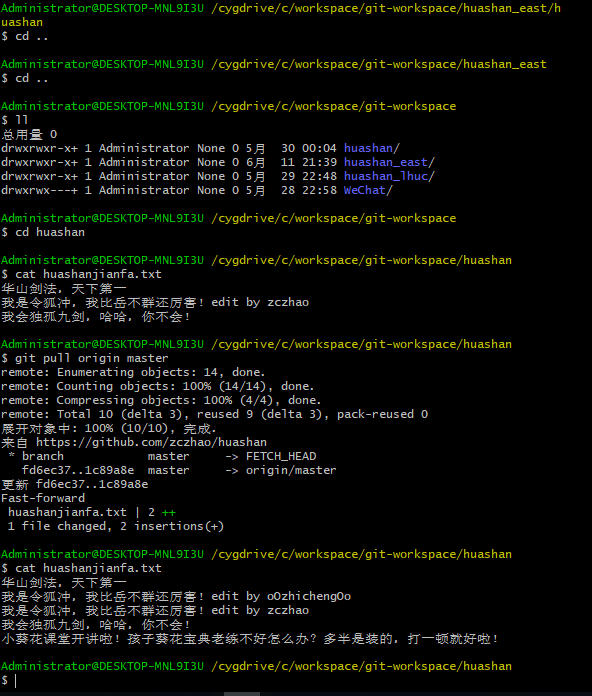 Administrator@DESKTOP-MNL9I3U /cygdrive/c/workspace/git-workspace/huashan_east/h
uashan
$ cd ..
Administrator@DESKTOP-MNL9I3U /cygdrive/c/workspace/git-workspace/huashan_east
$ cd ..
Administrator@DESKTOP-MNL9I3U /cygdrive/c/workspace/git-workspace
$ ll
总用量 0
drwxrwxr-x+ 1 Administrator None 0 5月  30 00:04 huashan/
drwxrwxr-x+ 1 Administrator None 0 6月  11 21:39 huashan_east/
drwxrwxr-x+ 1 Administrator None 0 5月  29 22:48 huashan_lhuc/
drwxrwx---+ 1 Administrator None 0 5月  28 22:58 WeChat/
Administrator@DESKTOP-MNL9I3U /cygdrive/c/workspace/git-workspace
$ cd huashan
Administrator@DESKTOP-MNL9I3U /cygdrive/c/workspace/git-workspace/huashan
$ cat huashanjianfa.txt
华山剑法，天下第一
我是令狐冲，我比岳不群还厉害！edit by zczhao
我会独孤九剑，哈哈，你不会！
Administrator@DESKTOP-MNL9I3U /cygdrive/c/workspace/git-workspace/huashan
$ git pull origin master
remote: Enumerating objects: 14, done.
remote: Counting objects: 100% (14/14), done.
remote: Compressing objects: 100% (4/4), done.
remote: Total 10 (delta 3), reused 9 (delta 3), pack-reused 0
展开对象中: 100% (10/10), 完成.
来自 https://github.com/zczhao/huashan
 * branch            master     -> FETCH_HEAD
   fd6ec37..1c89a8e  master     -> origin/master
更新 fd6ec37..1c89a8e
Fast-forward
 huashanjianfa.txt | 2 ++
 1 file changed, 2 insertions(+)
Administrator@DESKTOP-MNL9I3U /cygdrive/c/workspace/git-workspace/huashan
$ cat huashanjianfa.txt
华山剑法，天下第一
我是令狐冲，我比岳不群还厉害！edit by oOzhichengOo
我是令狐冲，我比岳不群还厉害！edit by zczhao
我会独孤九剑，哈哈，你不会！
小葵花课堂开讲啦！孩子葵花宝典老练不好怎么办？多半是装的，打一顿就好啦！
Administrator@DESKTOP-MNL9I3U /cygdrive/c/workspace/git-workspace/huashan
$